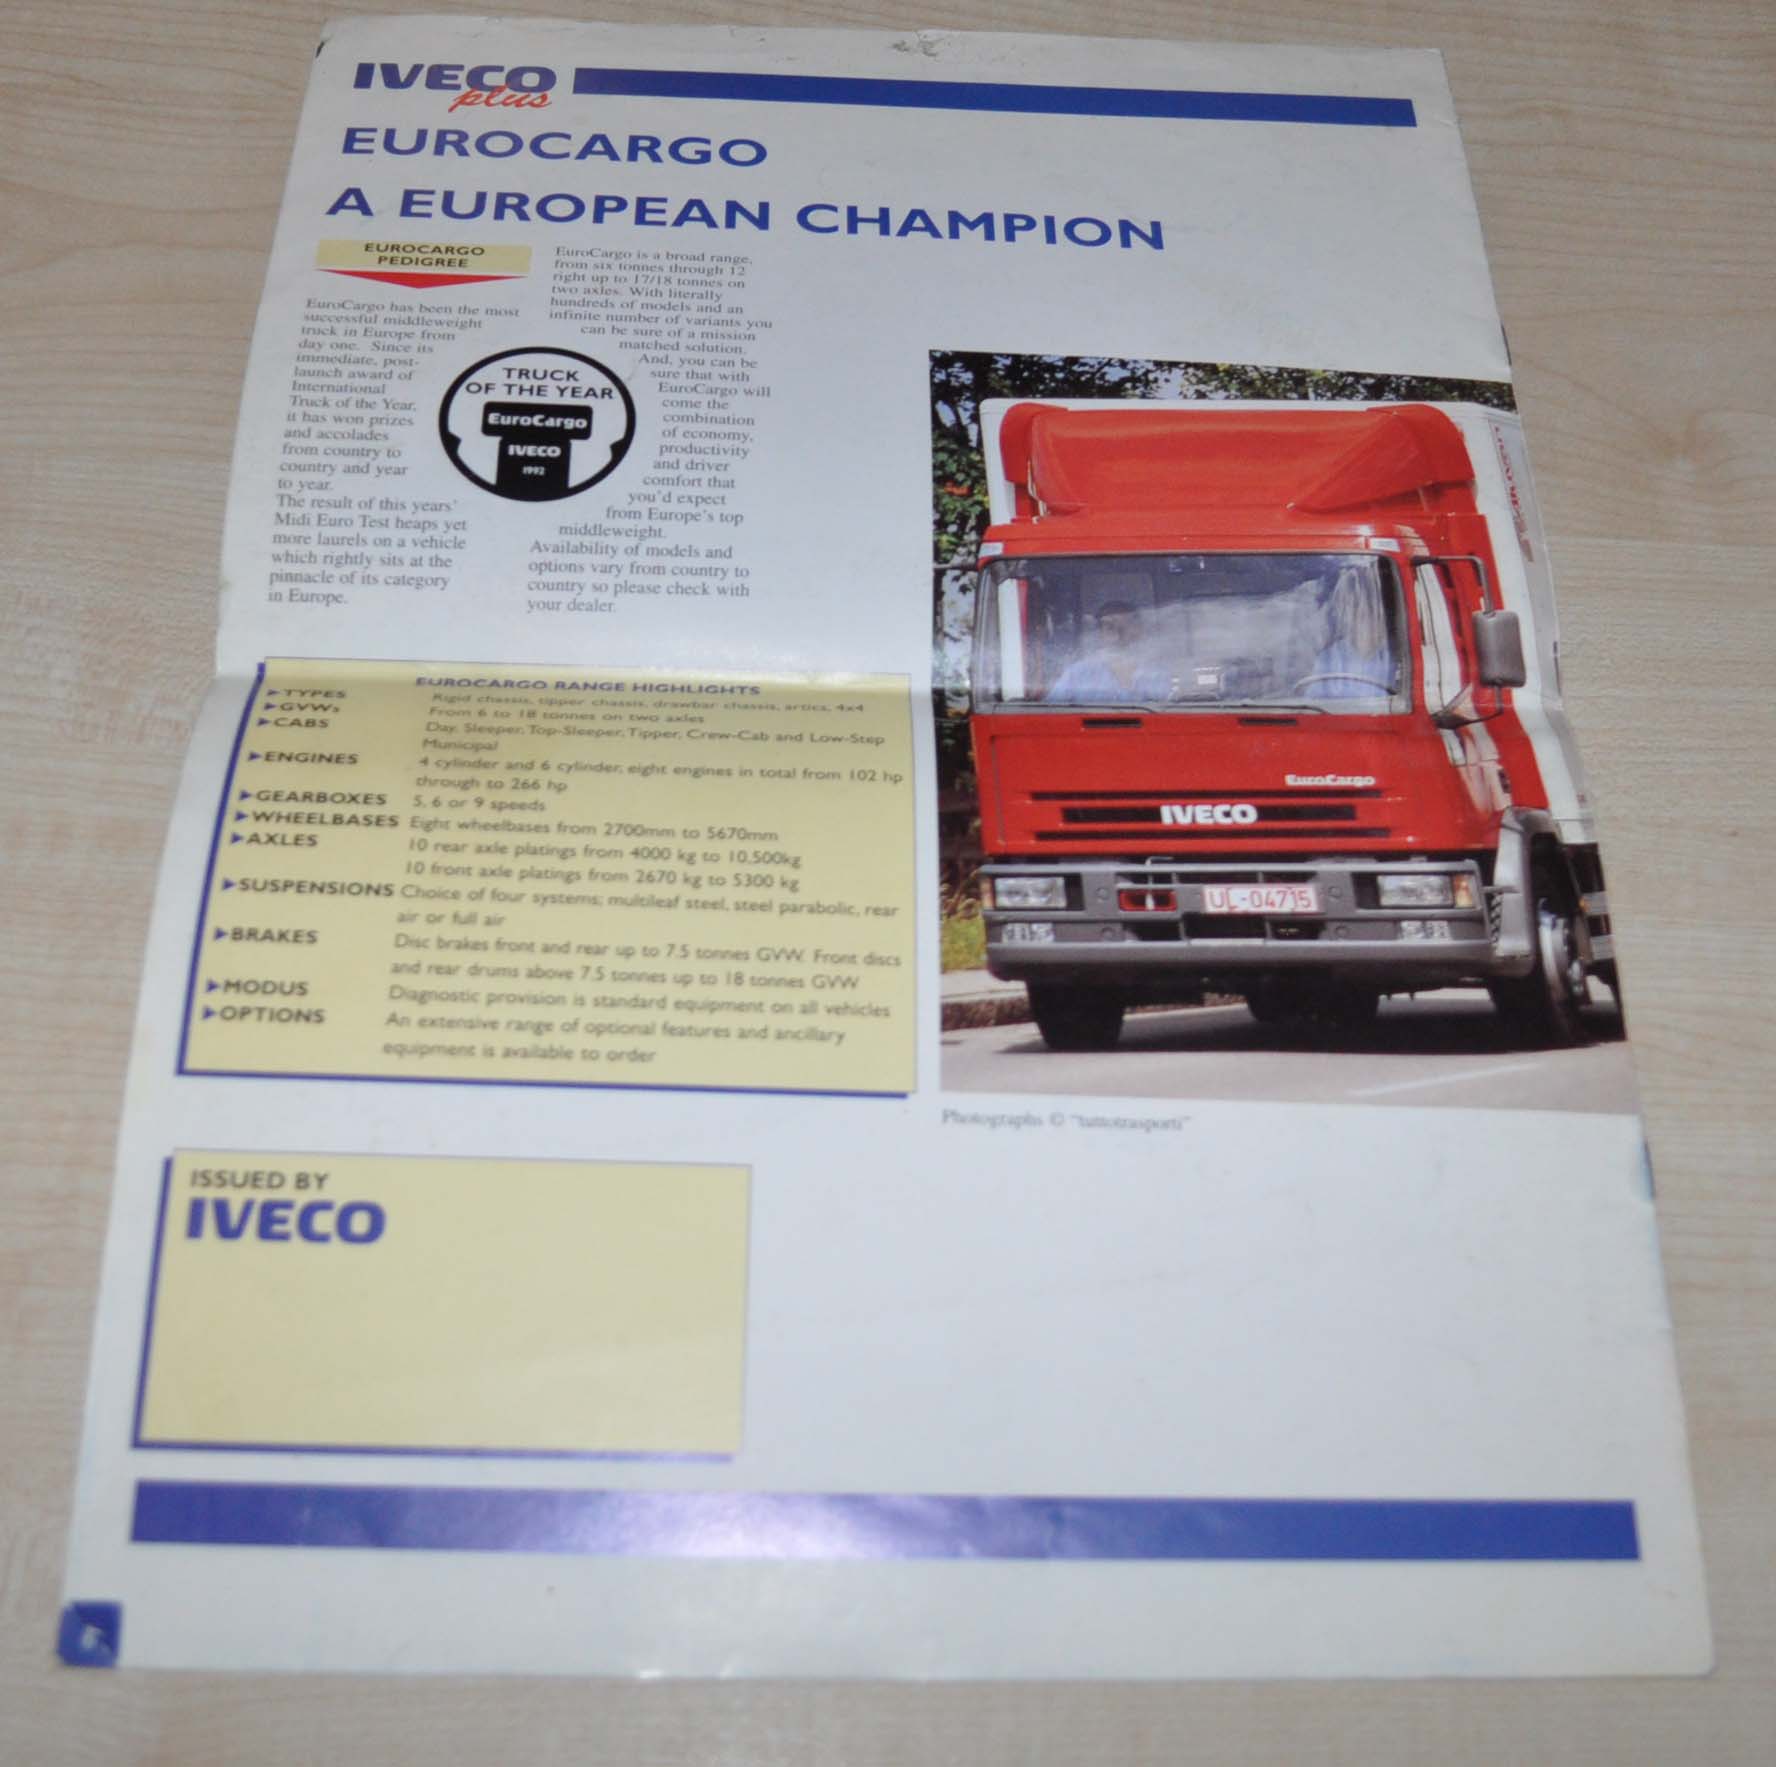 IVECO
plus
EUROCARGO
A EUROPEAN CHAMPION
EUROCARGO
PEDIGREE
EuroCargo has been the most
successful middleweight
truck in Europe from
day one. Since its
immediate, post-
launch award of
International
Truck of the Year,
it has won prizes
and accolades
from country to
country and year
to year.
The result of this years'
Midi Euro Test heaps yet
more laurels on a vehicle
which rightly sits at the
pinnacle of its category
in Europe.
TRUCK
OF THE YEAR
EuroCargo
IVECO
1992
EuroCargo is a broad range,
from six tonnes through 12
right up to 17/18 tonnes on
two axles. With literally
hundreds of models and an
infinite number of variants you
can be sure of a mission
matched solution.
And, you can be
sure that with
EuroCargo will
come the
combination
of economy,
productivity
and driver
comfort that
you'd expect
from Europe's top
middleweight.
Availability of models and
options vary from country to
country so please check with
your dealer.
EUROCARGO RANGE HIGHLIGHTS
TYPES Rigid chassis, tipper chassis, drawbar chassis, artics, 4x4
GVWs From 6 to 18 tonnes on two axles
CABS Day, Sleeper, Top-Sleeper, Tipper, Crew-Cab and Low-Step
Municipal
ENGINES 4 cylinder and 6 cylinder, eight engines in total from 102 hp
through to 266 hp
GEARBOXES 5, 6 or 9 speeds
WHEELBASES Eight wheelbases from 2700mm to 5670mm
AXLES 10 rear axle platings from 4000 kg to 10,500kg
10 front axle platings from 2670 kg to 5300 kg
SUSPENSIONS Choice of four systems; multileaf steel, steel parabolic, rear
air or full air
BRAKES Disc brakes front and rear up to 7.5 tonnes GVW. Front discs
and rear drums above 7.5 tonnes up to 18 tonnes GVW
MODUS Diagnostic provision is standard equipment on all vehicles
OPTIONS An extensive range of optional features and ancillary
equipment is available to order
EuroCargo
IVECO
UL-04715
Photographs © "tuttotrasporti"
ISSUED BY
IVECO